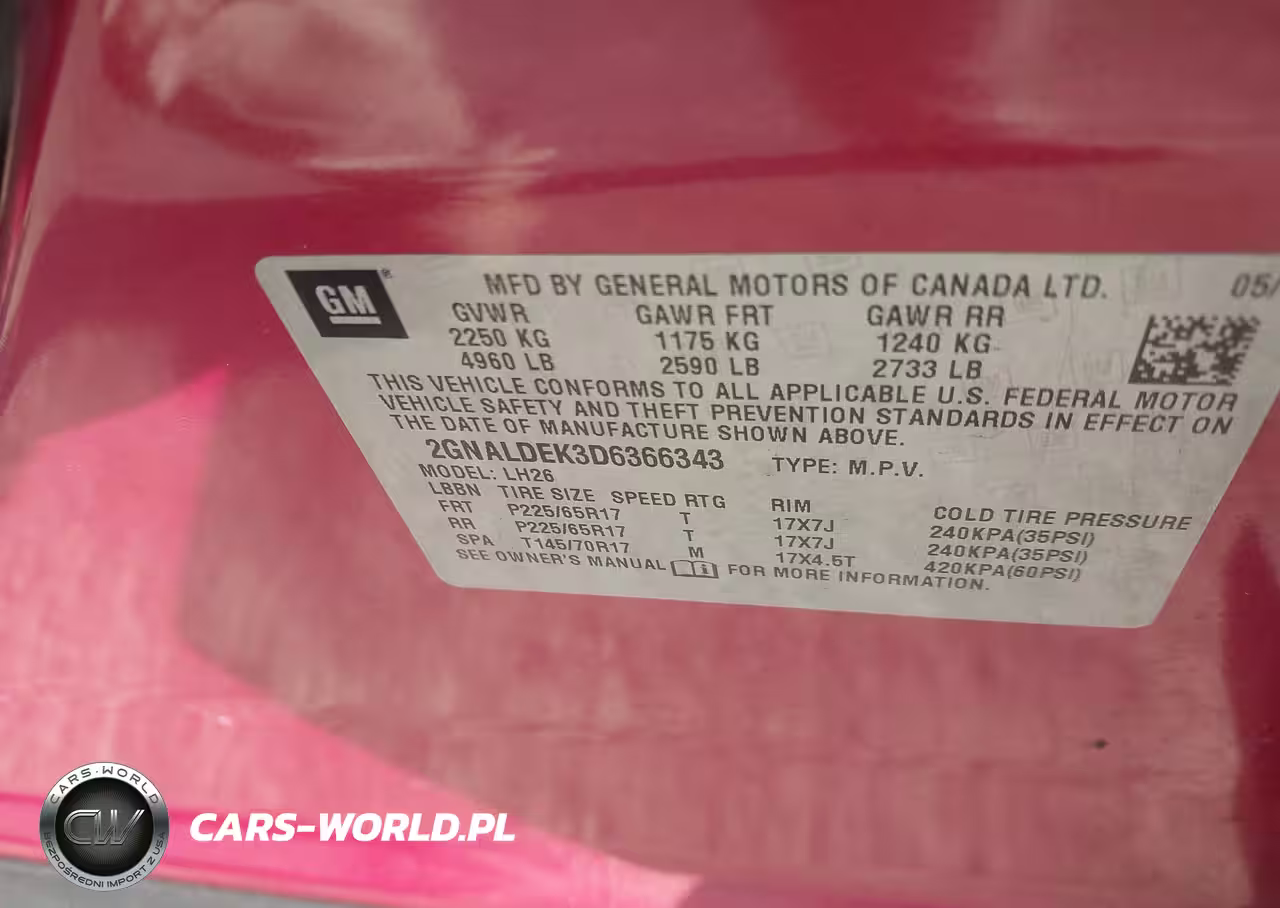 GM®
MFD BY GENERAL MOTORS OF CANADA LTD. 05/
GVWR GAWR FRT GAWR RR
2250 KG 1175 KG 1240 KG
4960 LB 2590 LB 2733 LB
THIS VEHICLE CONFORMS TO ALL APPLICABLE U.S. FEDERAL MOTOR
VEHICLE SAFETY AND THEFT PREVENTION STANDARDS IN EFFECT ON
THE DATE OF MANUFACTURE SHOWN ABOVE.
2GNALDEK3D6366343 TYPE: M.P.V.
MODEL: LH26
LBBN TIRE SIZE SPEED RTG RIM COLD TIRE PRESSURE
FRT P225/65R17 T 17X7J 240KPA(35PSI)
RR P225/65R17 T 17X7J 240KPA(35PSI)
SPA T145/70R17 M 17X4.5T 420KPA(60PSI)
SEE OWNER'S MANUAL FOR MORE INFORMATION.
CARS-WORLD
CW
BEZPOŚREDNI IMPORT Z USA
CARS-WORLD.PL